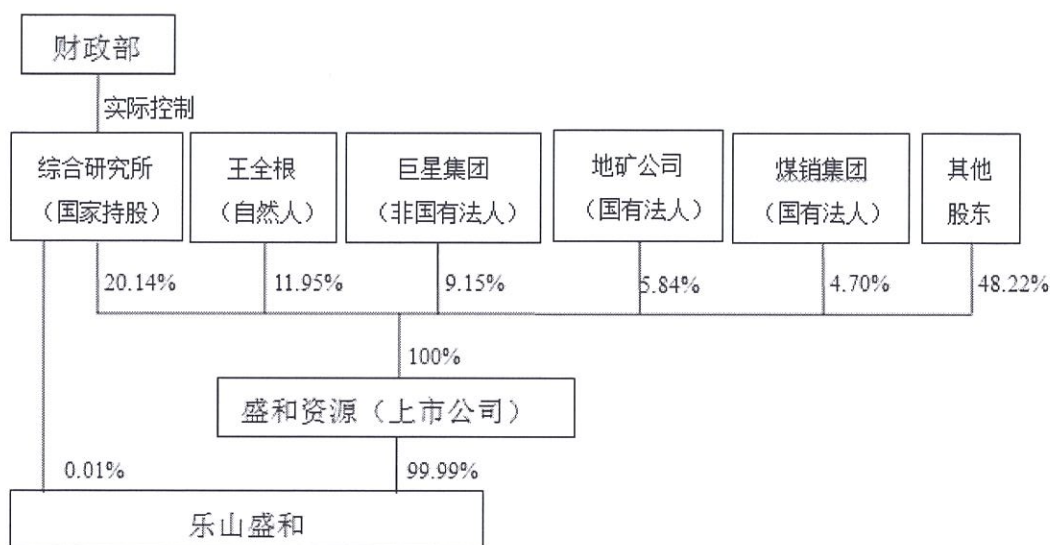 财政部
实际控制
综合研究所
（国家持股）
王全根
（自然人）
巨星集团
（非国有法人）
地矿公司
（国有法人）
煤销集团
（国有法人）
其他
股东
20.14%
11.95%
9.15%
5.84%
4.70%
48.22%
100%
盛和资源（上市公司）
0.01%
99.99%
乐山盛和